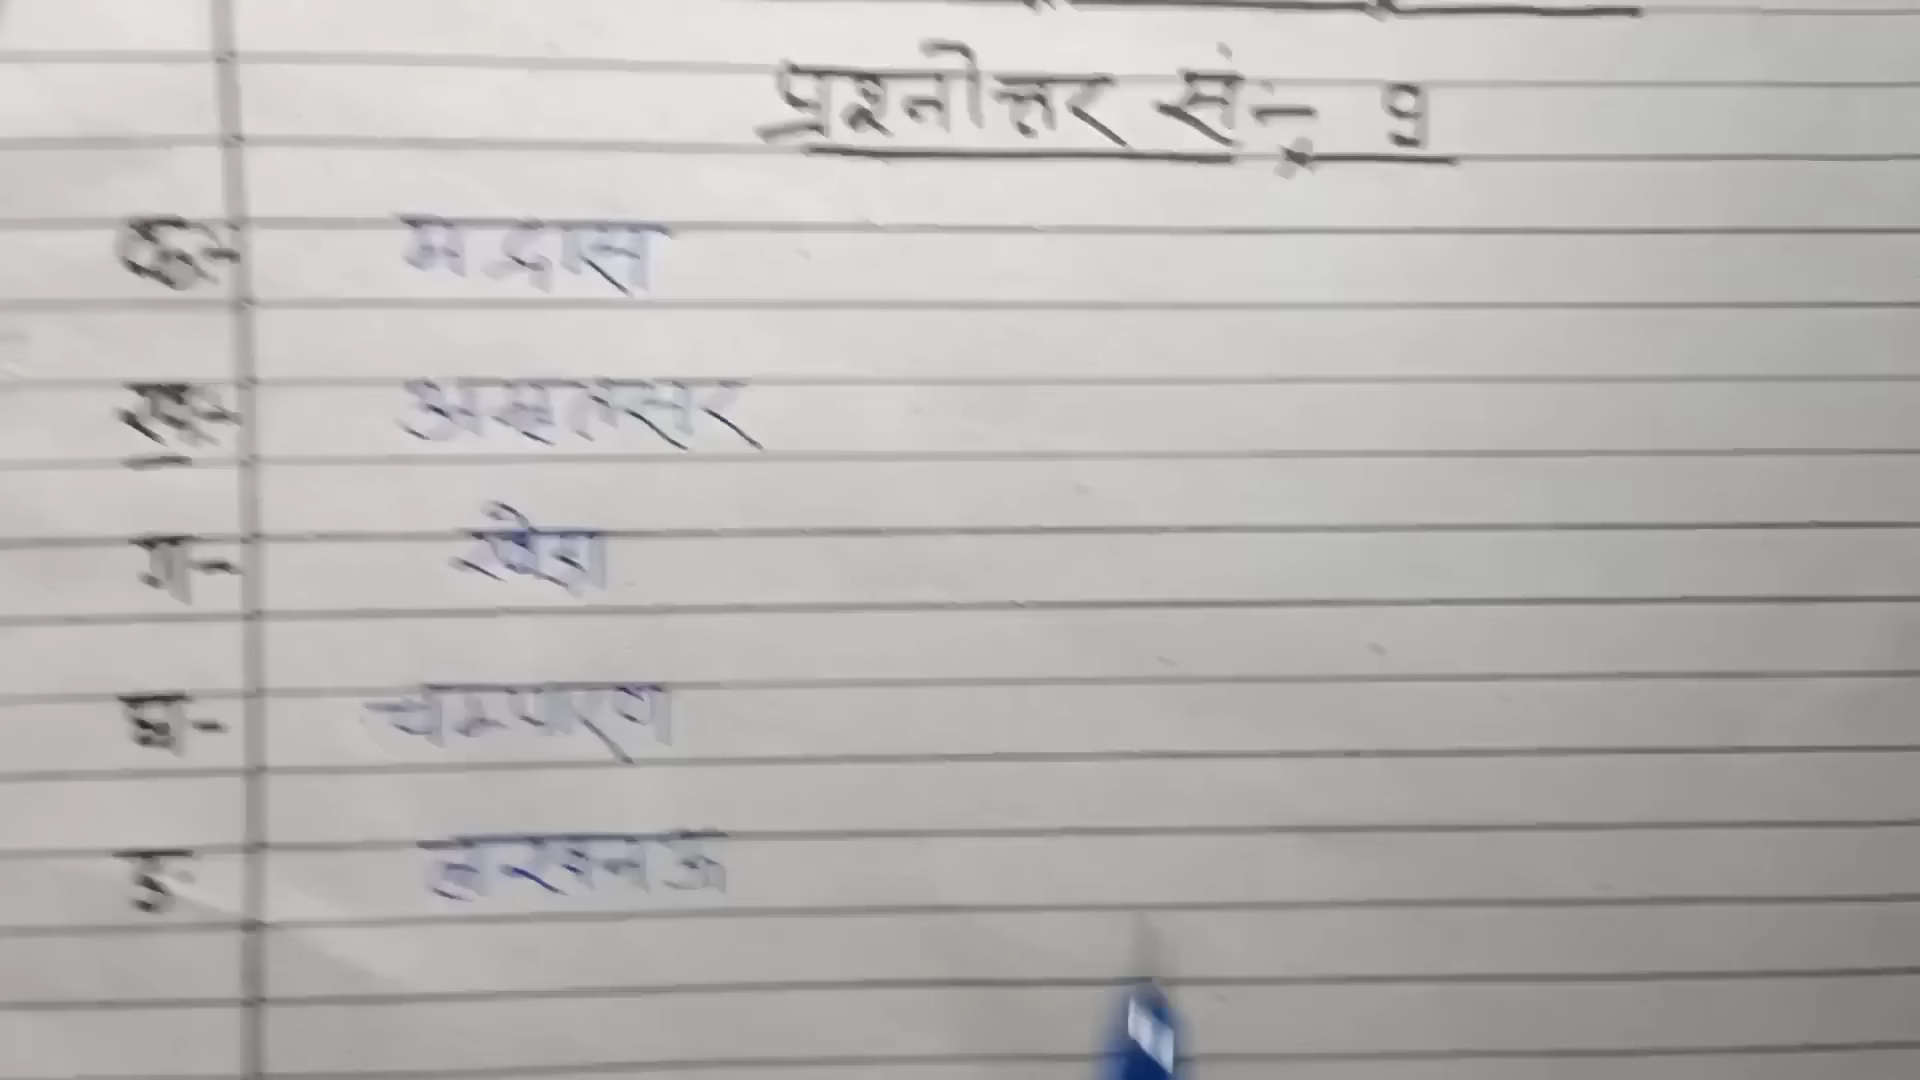 प्रश्नोत्तर सं:- 9
क- मद्रास
ख- अमृतसर
ग- खेड़ा
घ- चम्पारण
ङ- लखनऊ